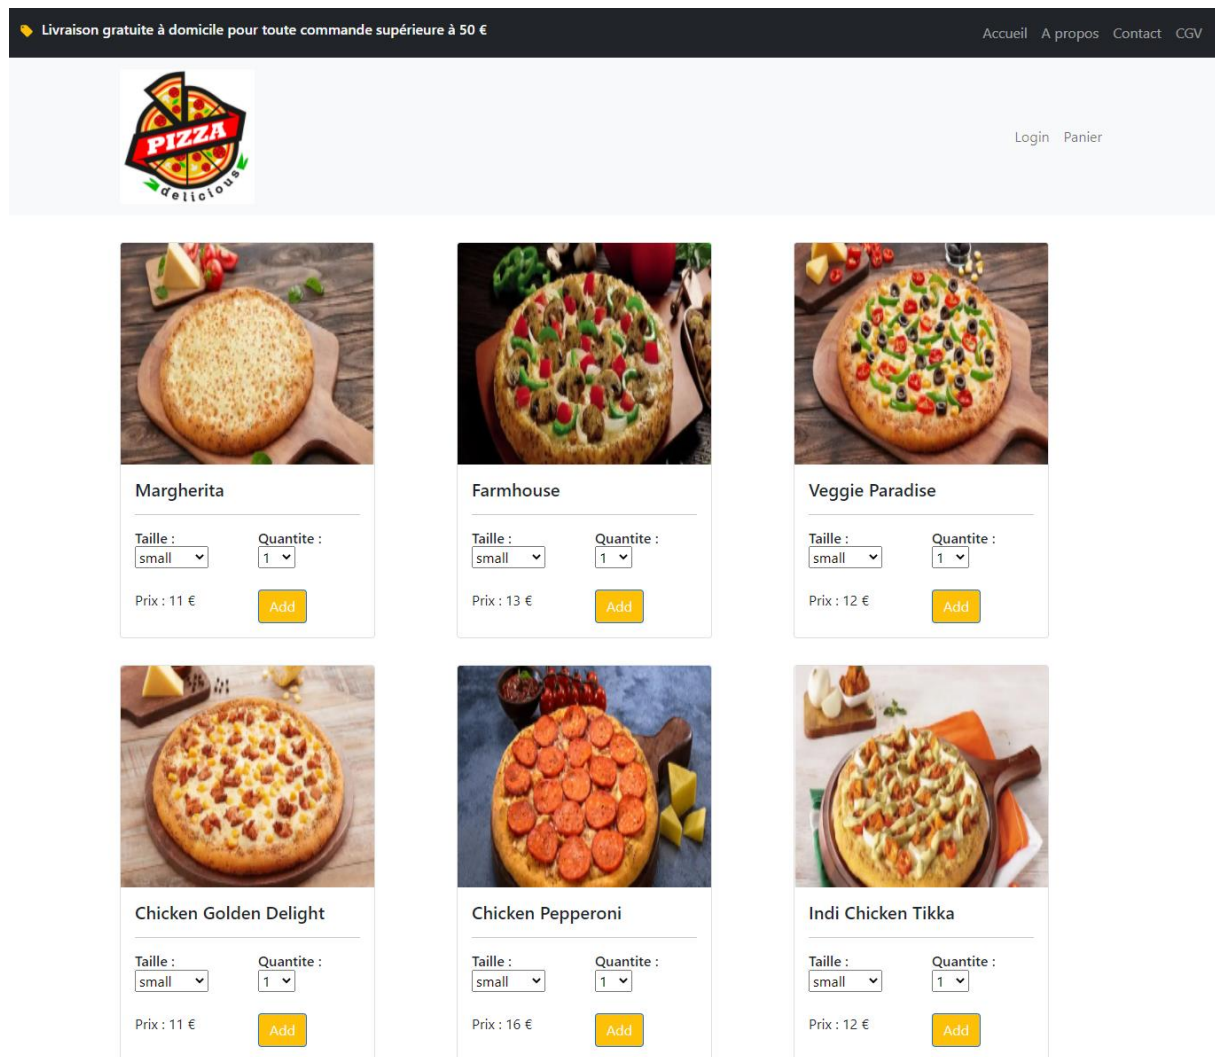 Livraison gratuite à domicile pour toute commande supérieure à 50 €
Accueil A propos Contact CGV
PIZZA
delicious
Login Panier
Margherita
Taille : Quantite :
small 1
Prix : 11 € Add
Farmhouse
Taille : Quantite :
small 1
Prix : 13 € Add
Veggie Paradise
Taille : Quantite :
small 1
Prix : 12 € Add
Chicken Golden Delight
Taille : Quantite :
small 1
Prix : 11 € Add
Chicken Pepperoni
Taille : Quantite :
small 1
Prix : 16 € Add
Indi Chicken Tikka
Taille : Quantite :
small 1
Prix : 12 € Add